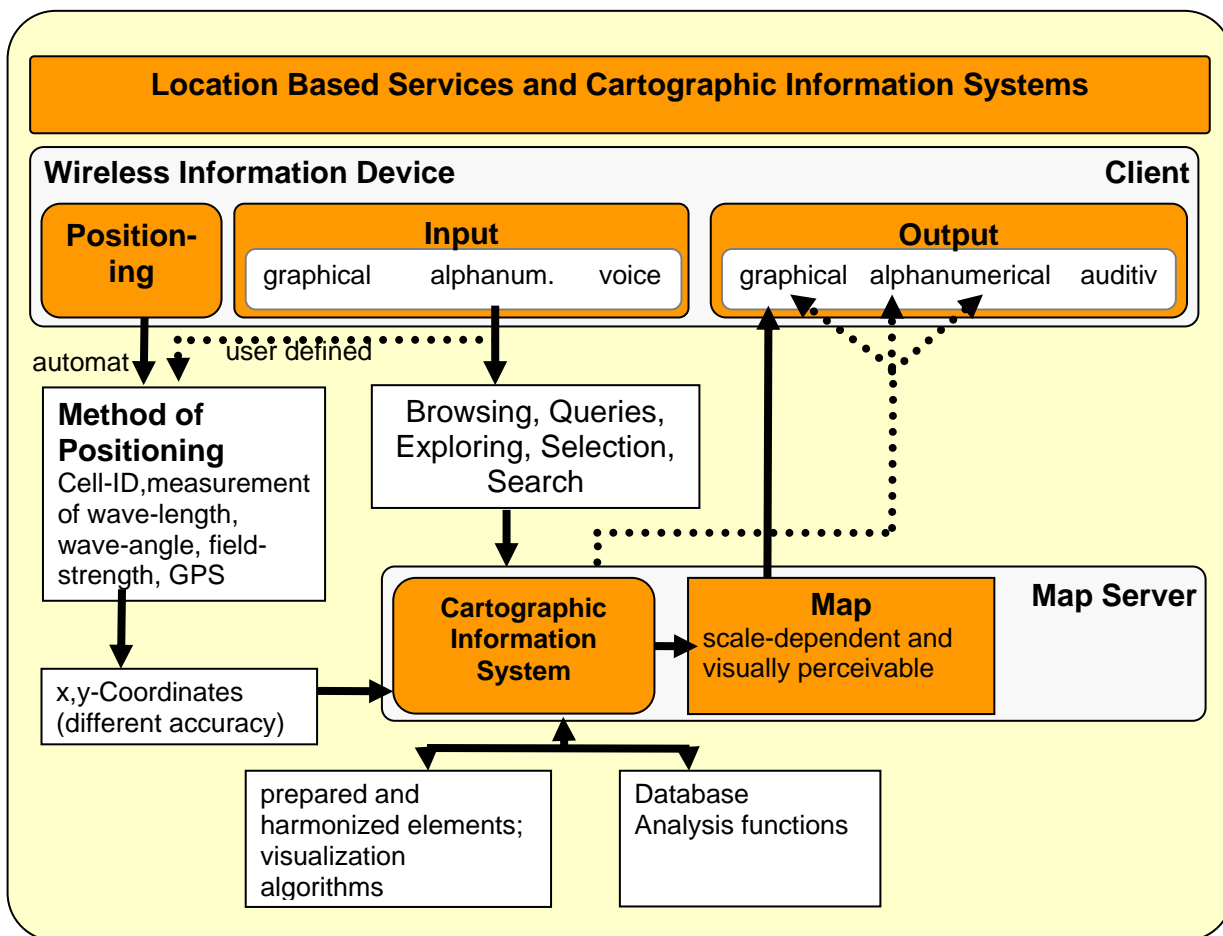 Location Based Services and Cartographic Information Systems
Wireless Information Device
Client
Position-
ing
Input
graphical alphanum. voice
Output
graphical alphanumerical auditiv
automat
user defined
Method of
Positioning
Cell-ID,measurement
of wave-length,
wave-angle, field-
strength, GPS
Browsing, Queries,
Exploring, Selection,
Search
Cartographic
Information
System
Map
scale-dependent and
visually perceivable
Map Server
x,y-Coordinates
(different accuracy)
prepared and
harmonized elements;
visualization
algorithms
Database
Analysis functions